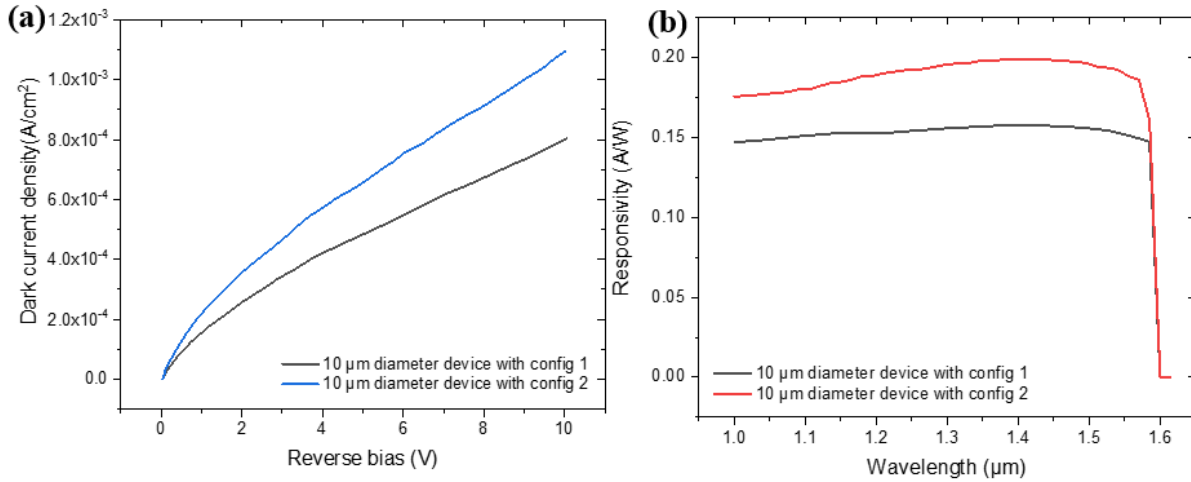 (a)
1.2x10⁻³
1.0x10⁻³
8.0x10⁻⁴
6.0x10⁻⁴
4.0x10⁻⁴
2.0x10⁻⁴
0.0
Dark current density(A/cm²)
10 µm diameter device with config 1
10 µm diameter device with config 2
0 2 4 6 8 10
Reverse bias (V)
(b)
0.20
0.15
0.10
0.05
0.00
Responsivity (A/W)
10 µm diameter device with config 1
10 µm diameter device with config 2
1.0 1.1 1.2 1.3 1.4 1.5 1.6
Wavelength (µm)